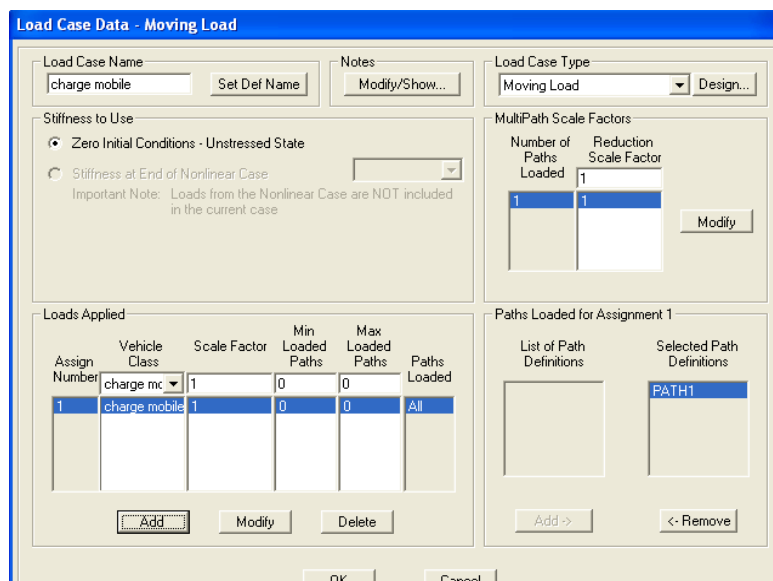 Load Case Data - Moving Load
Load Case Name
charge mobile
Set Def Name
Notes
Modify/Show...
Load Case Type
Moving Load
Design...
Stiffness to Use
Zero Initial Conditions - Unstressed State
Stiffness at End of Nonlinear Case
Important Note: Loads from the Nonlinear Case are NOT included
in the current case
MultiPath Scale Factors
Number of
Paths
Loaded
Reduction
Scale Factor
1
1
1
Modify
Loads Applied
Assign
Number
Vehicle
Class
Scale Factor
Min
Loaded
Paths
Max
Loaded
Paths
Paths
Loaded
charge mc
1
0
0
1
charge mobile
1
0
0
All
Add
Modify
Delete
Paths Loaded for Assignment 1
List of Path
Definitions
Selected Path
Definitions
PATH1
Add ->
<- Remove
OK
Cancel